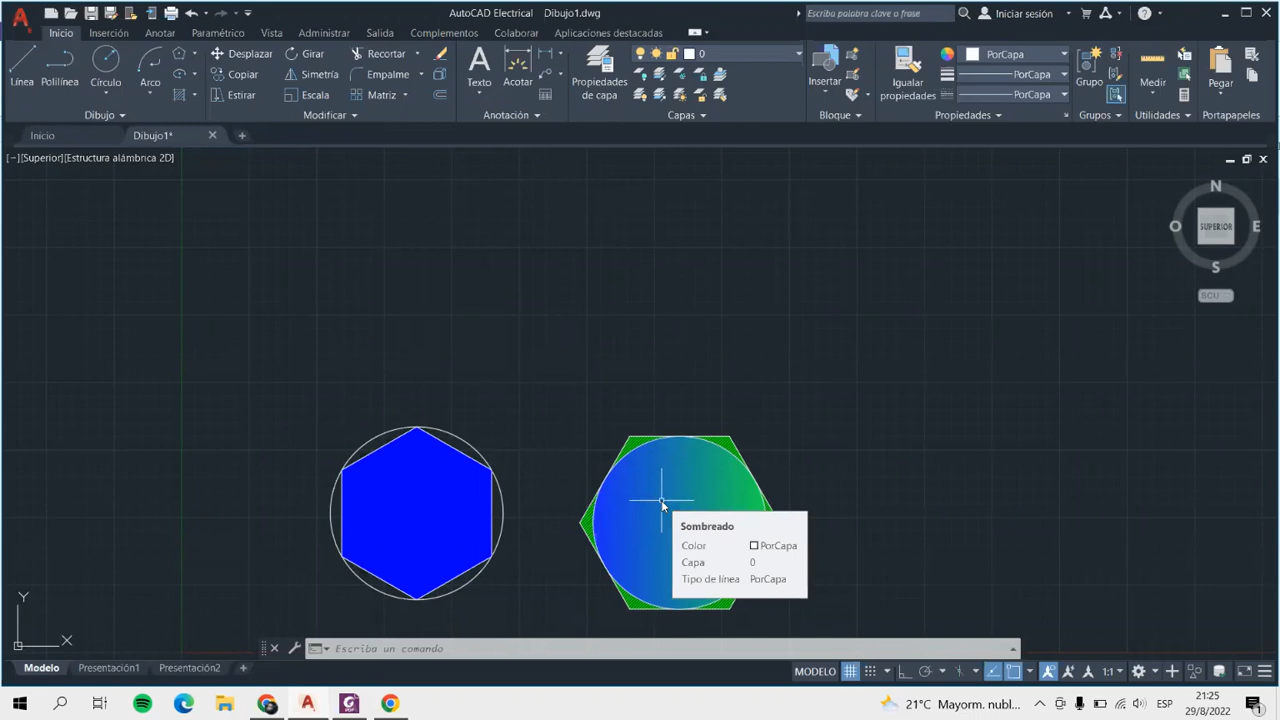 AutoCAD Electrical Dibujo1.dwg
Escriba palabra clave o frase
Iniciar sesión
Inicio Inserción Anotar Paramétrico Vista Administrar Salida Complementos Colaborar Aplicaciones destacadas
Línea Polilínea Círculo Arco
Desplazar Girar Recortar
Copiar Simetría Empalme
Estirar Escala Matriz
Texto Acotar
Propiedades de capa
0
Insertar
Igualar propiedades
PorCapa
PorCapa
PorCapa
Grupo
Medir
Pegar
Dibujo Modificar Anotación Capas Bloque Propiedades Grupos Utilidades Portapapeles
Inicio Dibujo1*
[−][Superior][Estructura alámbrica 2D]
N
O SUPERIOR E
S
BCU
Sombreado
Color PorCapa
Capa 0
Tipo de línea PorCapa
Y
X
Escriba un comando
Modelo Presentación1 Presentación2
MODELO 1:1
21°C Mayorm. nubl... ESP
21:25
29/8/2022
1